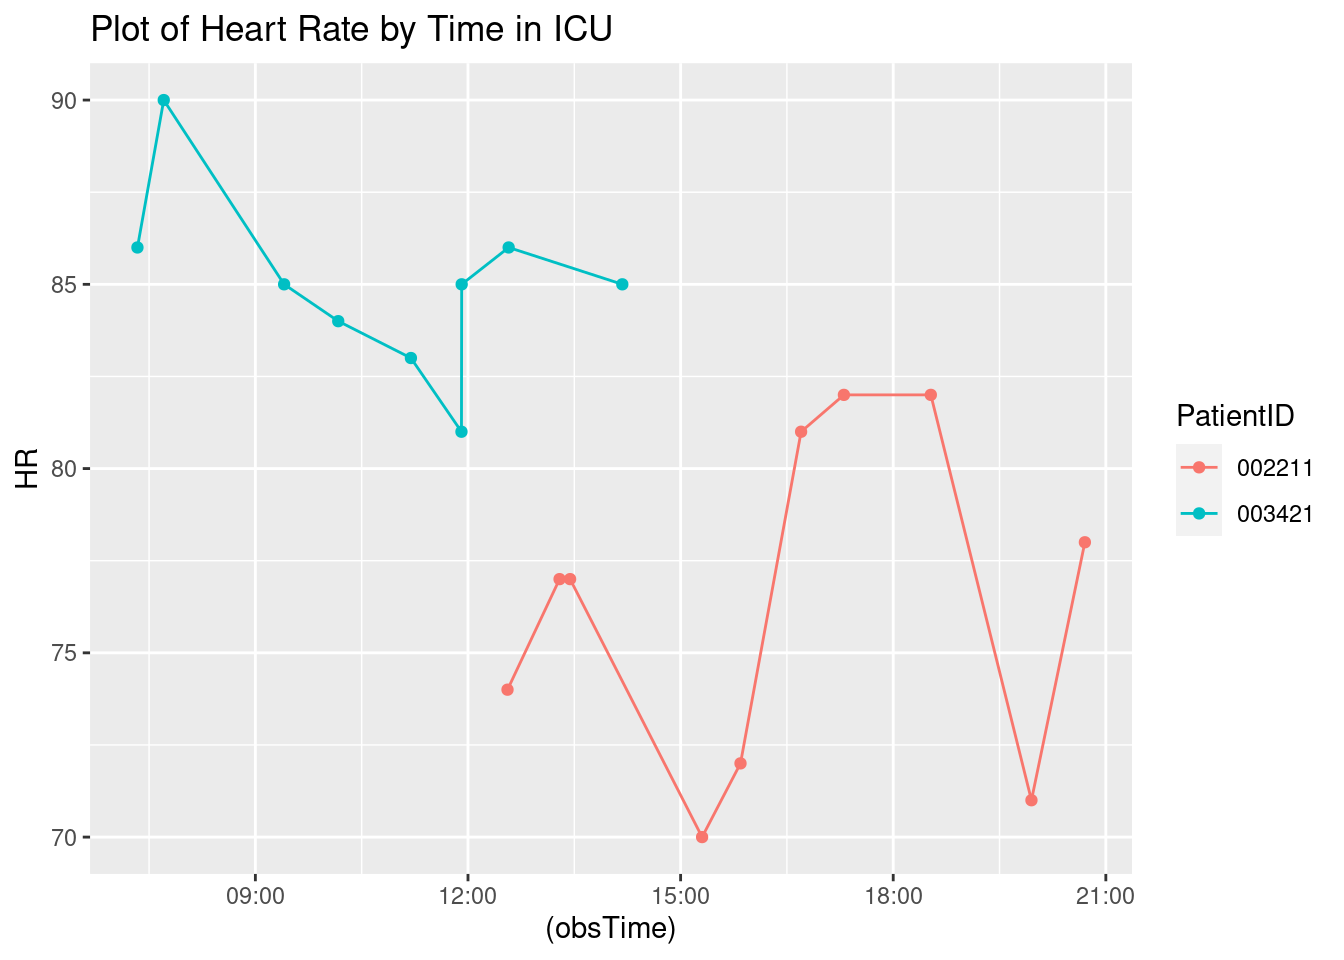 Plot of Heart Rate by Time in ICU
90
85
80
75
70
HR
09:00 12:00 15:00 18:00 21:00
(obsTime)
PatientID
002211
003421